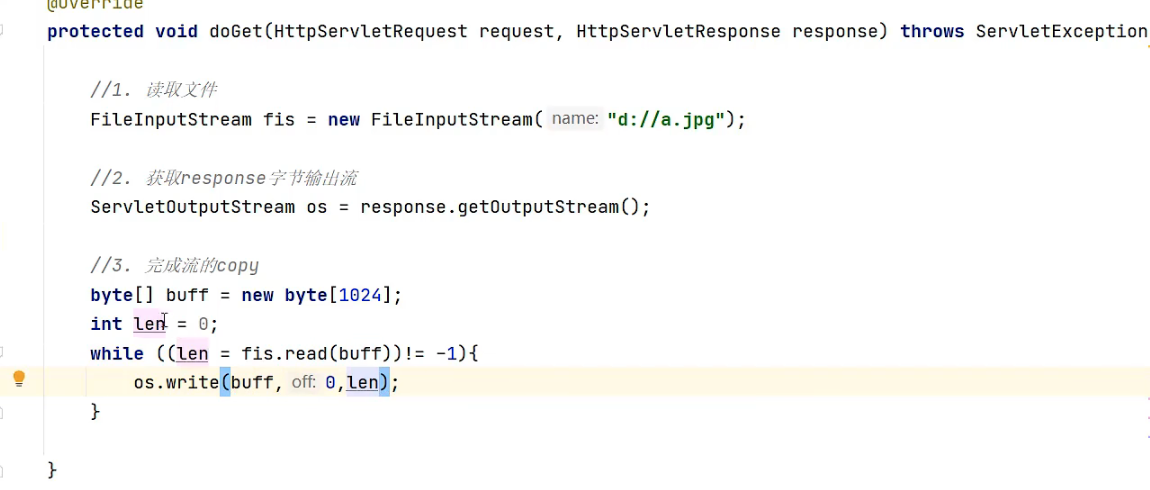 @Override
protected void doGet(HttpServletRequest request, HttpServletResponse response) throws ServletException
//1. 读取文件
FileInputStream fis = new FileInputStream( name: "d://a.jpg");
//2. 获取response字节输出流
ServletOutputStream os = response.getOutputStream();
//3. 完成流的copy
byte[] buff = new byte[1024];
int len = 0;
while ((len = fis.read(buff))!= -1){
os.write(buff, off: 0,len);
}
}